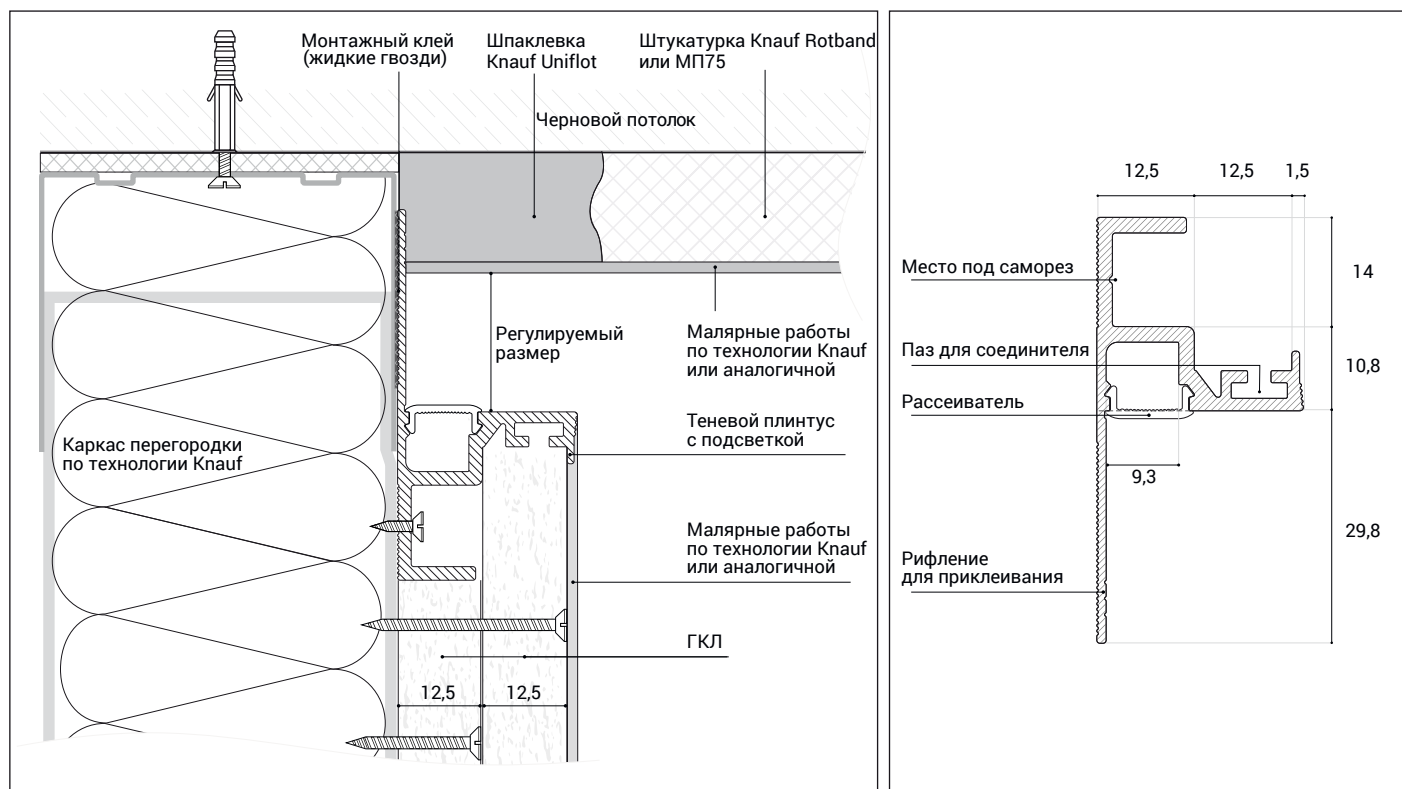 Монтажный клей
(жидкие гвозди)
Шпаклевка
Knauf Uniflot
Штукатурка Knauf Rotband
или МП75
Черновой потолок
Регулируемый
размер
Малярные работы
по технологии Knauf
или аналогичной
Теневой плинтус
с подсветкой
Каркас перегородки
по технологии Knauf
Малярные работы
по технологии Knauf
или аналогичной
ГКЛ
12,5
12,5
12,5
12,5
1,5
Место под саморез
14
Паз для соединителя
10,8
Рассеиватель
9,3
29,8
Рифление
для приклеивания